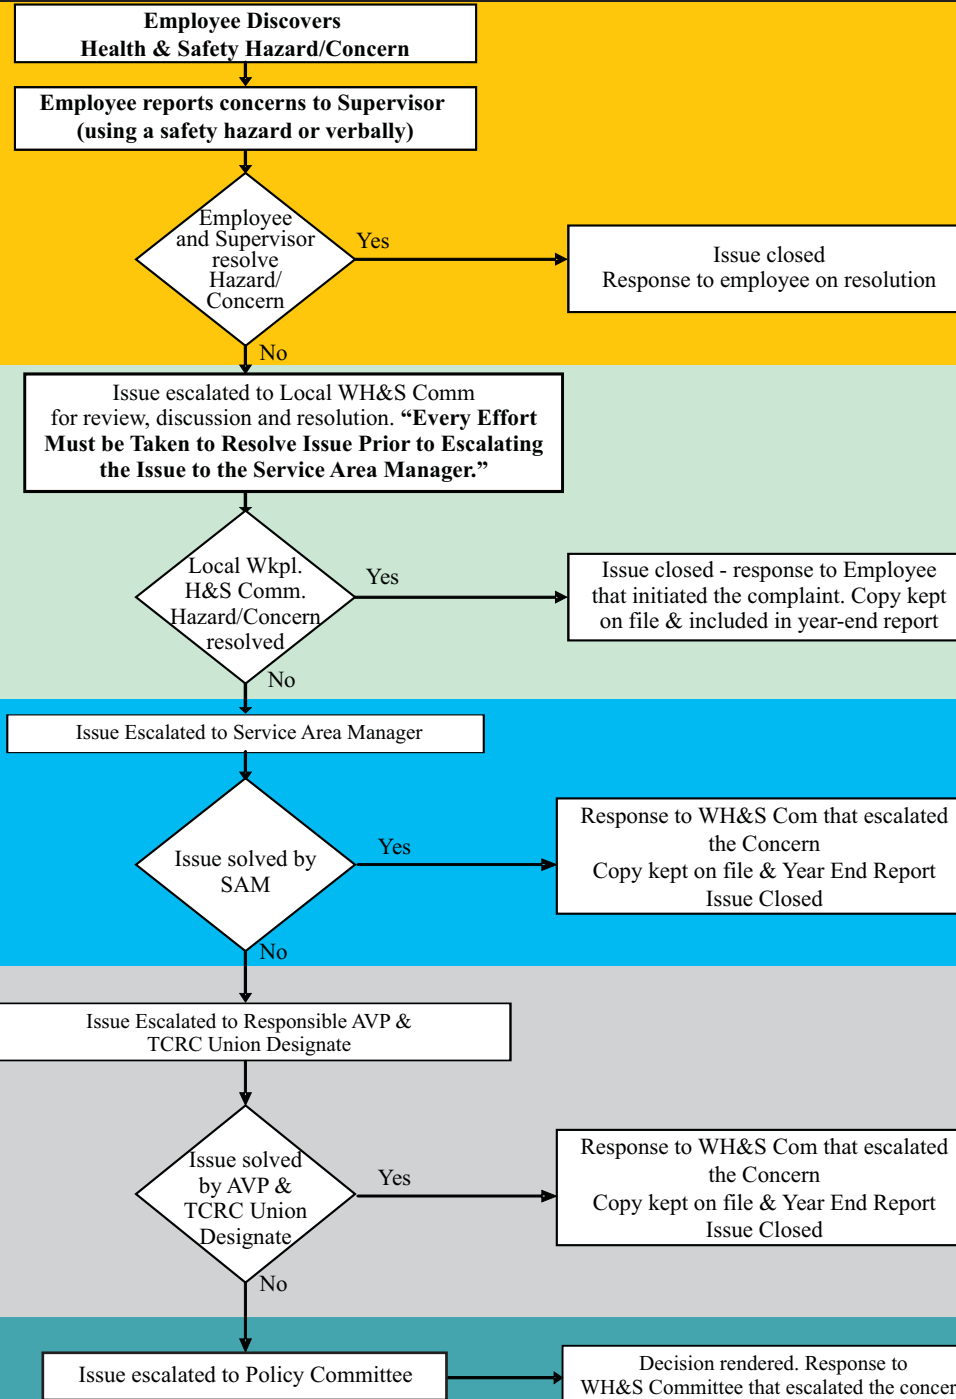 Employee Discovers
Health & Safety Hazard/Concern
Employee reports concerns to Supervisor
(using a safety hazard or verbally)
Employee
and Supervisor
resolve
Hazard/
Concern
Yes
Issue closed
Response to employee on resolution
No
Issue escalated to Local WH&S Comm
for review, discussion and resolution. “Every Effort
Must be Taken to Resolve Issue Prior to Escalating
the Issue to the Service Area Manager.”
Local Wkpl.
H&S Comm.
Hazard/Concern
resolved
Yes
Issue closed - response to Employee
that initiated the complaint. Copy kept
on file & included in year-end report
No
Issue Escalated to Service Area Manager
Issue solved by
SAM
Yes
Response to WH&S Com that escalated
the Concern
Copy kept on file & Year End Report
Issue Closed
No
Issue Escalated to Responsible AVP &
TCRC Union Designate
Issue solved
by AVP &
TCRC Union
Designate
Yes
Response to WH&S Com that escalated
the Concern
Copy kept on file & Year End Report
Issue Closed
No
Issue escalated to Policy Committee
Decision rendered. Response to
WH&S Committee that escalated the concer